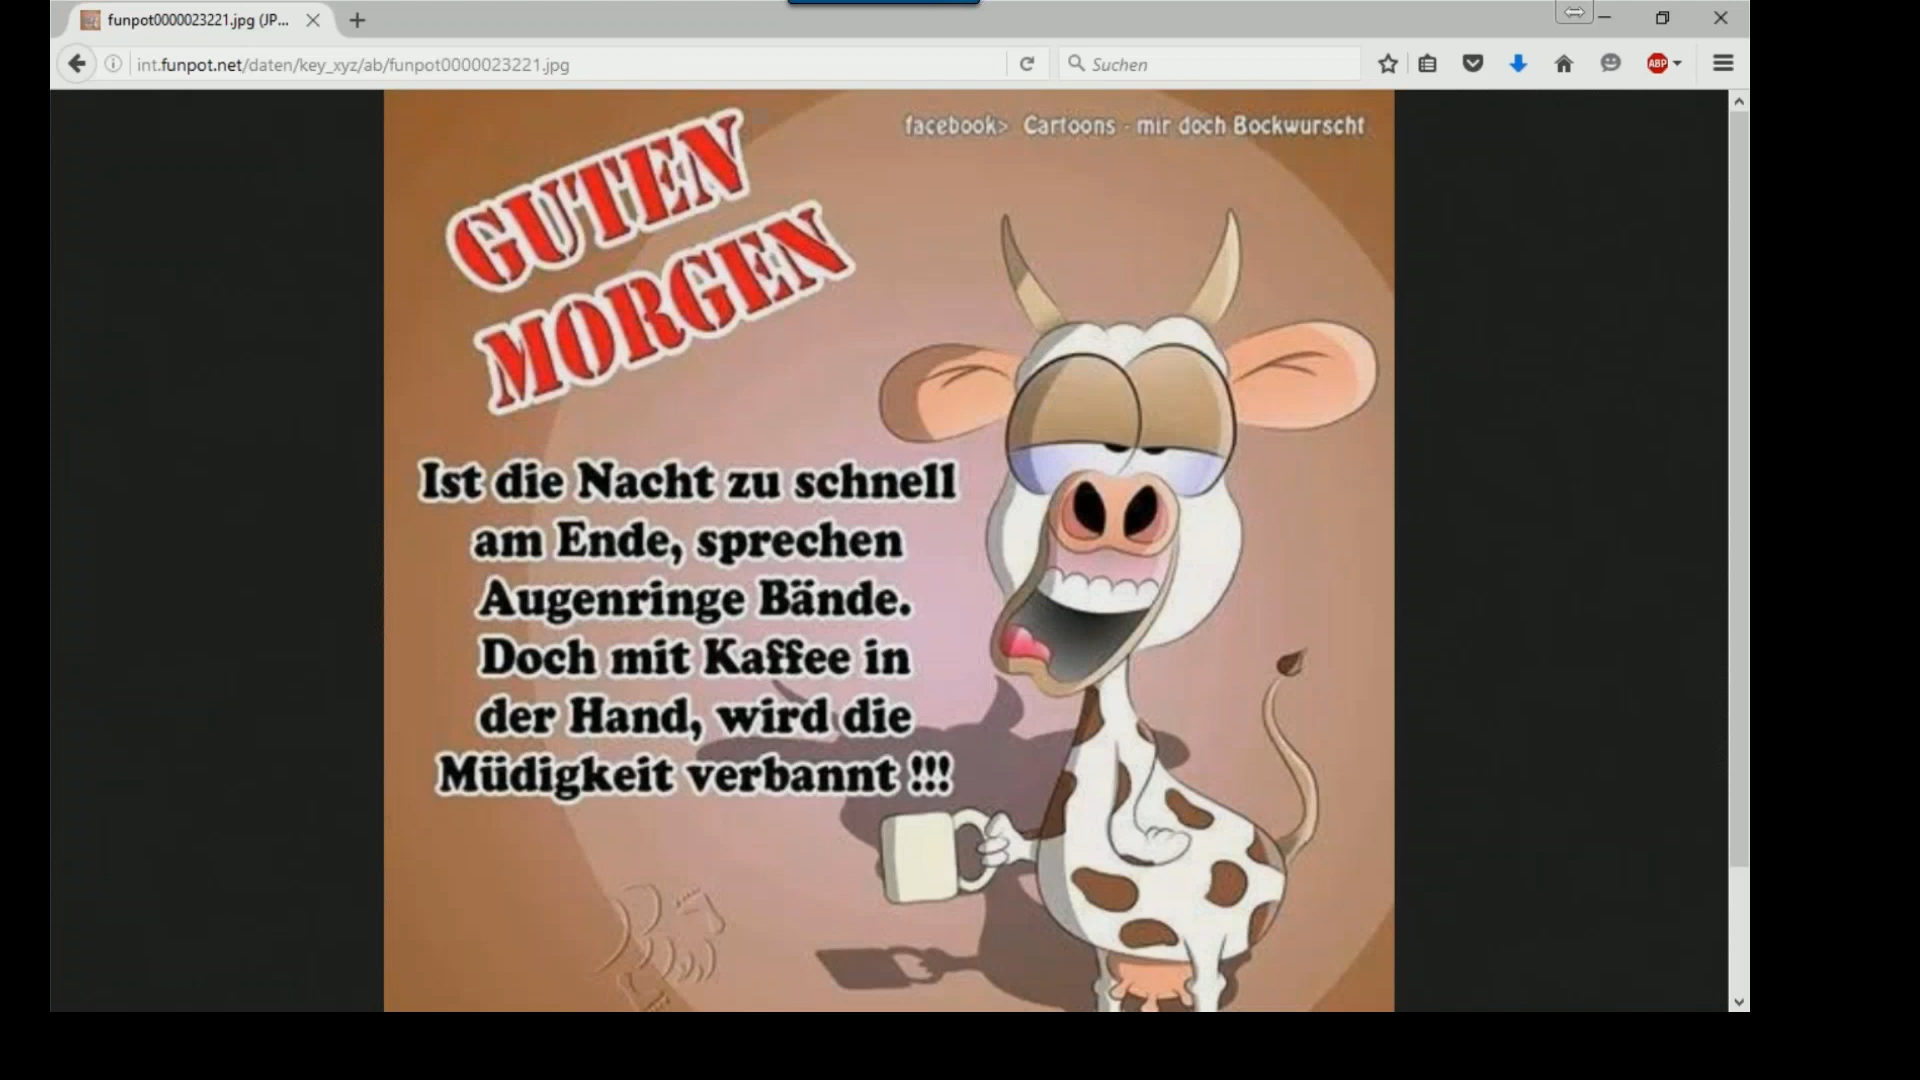 funpot0000023221.jpg (JP...
int.funpot.net/daten/key_xyz/ab/funpot0000023221.jpg
Suchen
ABP
facebook> Cartoons - mir doch Bockwurscht
GUTEN
MORGEN
Ist die Nacht zu schnell
am Ende, sprechen
Augenringe Bände.
Doch mit Kaffee in
der Hand, wird die
Müdigkeit verbannt !!!